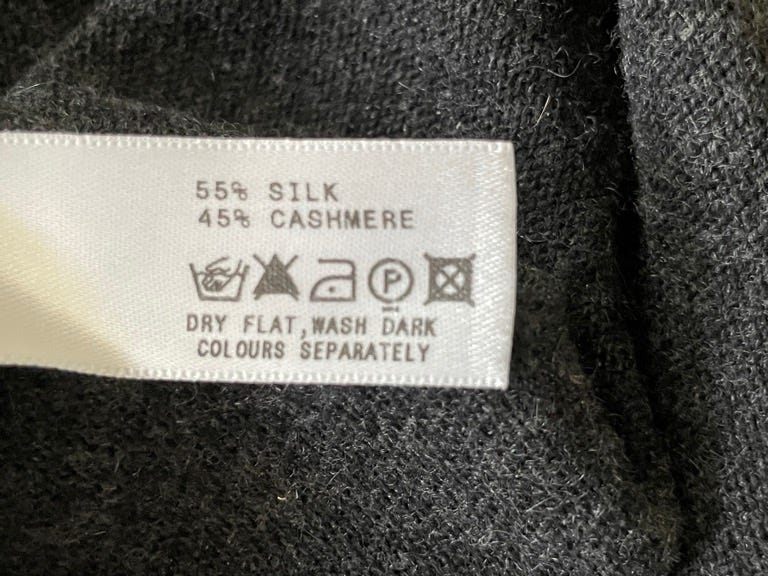 55% SILK
45% CASHMERE
P
DRY FLAT,WASH DARK
COLOURS SEPARATELY